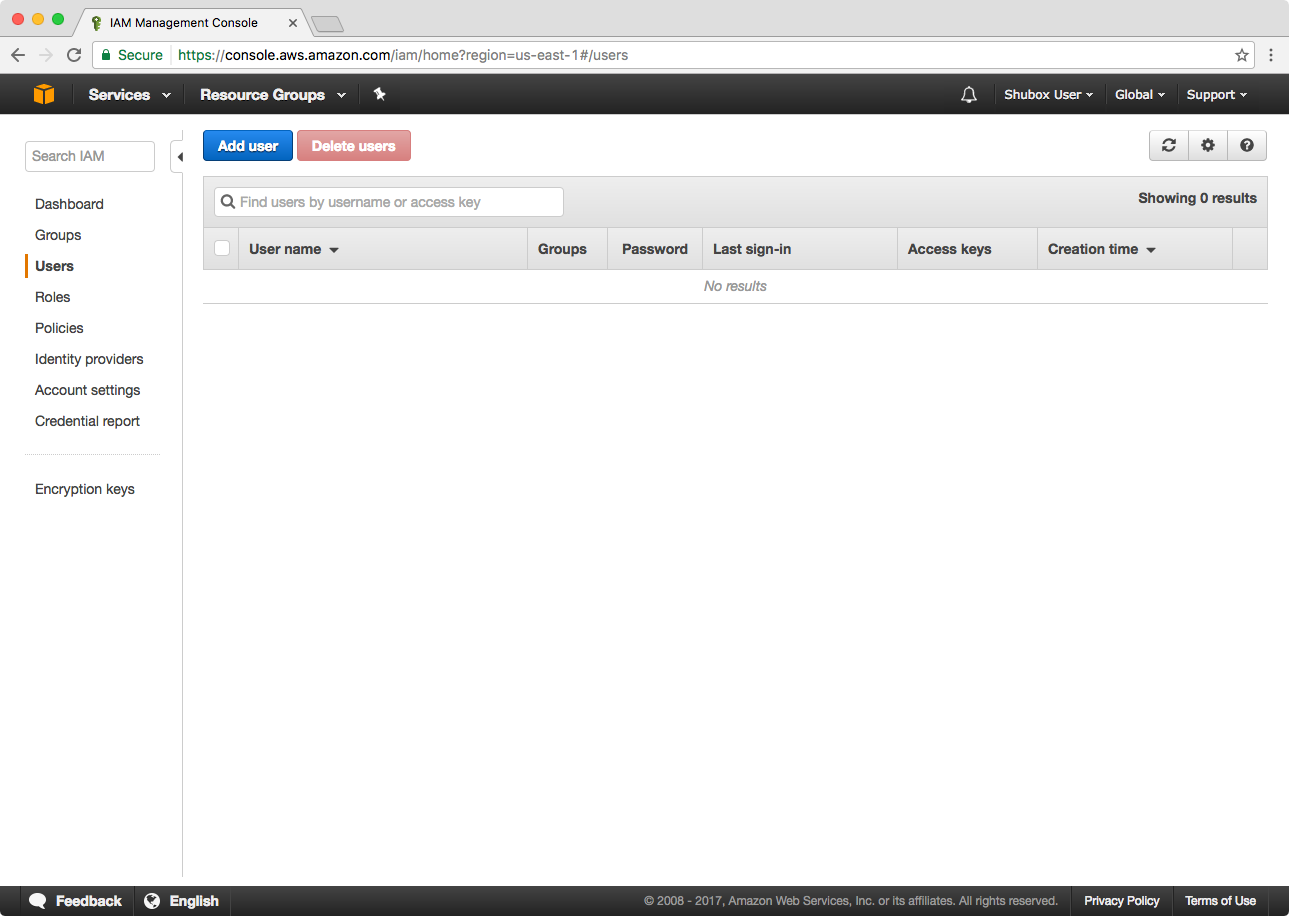 IAM Management Console
Secure https://console.aws.amazon.com/iam/home?region=us-east-1#/users
Services Resource Groups Shubox User Global Support
Search IAM
Dashboard
Groups
Users
Roles
Policies
Identity providers
Account settings
Credential report
Encryption keys
Add user Delete users
Find users by username or access key Showing 0 results
User name Groups Password Last sign-in Access keys Creation time
No results
Feedback English © 2008 - 2017, Amazon Web Services, Inc. or its affiliates. All rights reserved. Privacy Policy Terms of Use